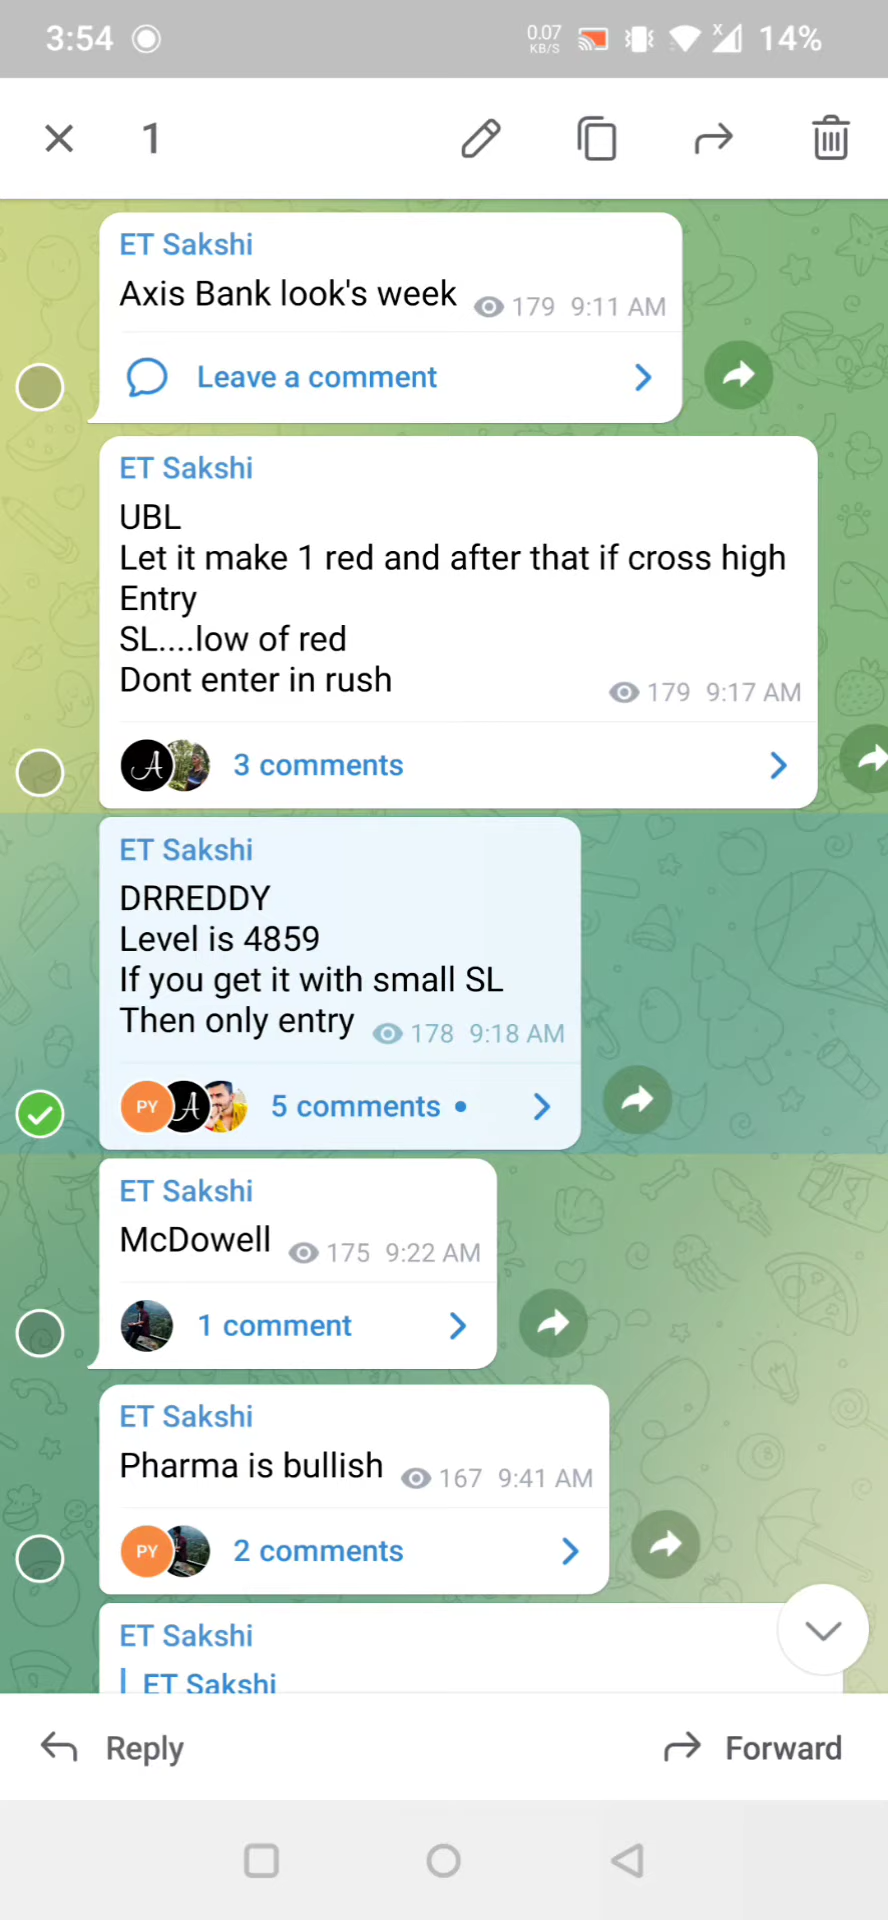 3:54
0.07
KB/S
X
14%
1
ET Sakshi
Axis Bank look's week
179 9:11 AM
Leave a comment
ET Sakshi
UBL
Let it make 1 red and after that if cross high
Entry
SL....low of red
Dont enter in rush
179 9:17 AM
A
3 comments
ET Sakshi
DRREDDY
Level is 4859
If you get it with small SL
Then only entry
178 9:18 AM
PY
A
5 comments
ET Sakshi
McDowell
175 9:22 AM
1 comment
ET Sakshi
Pharma is bullish
167 9:41 AM
PY
2 comments
ET Sakshi
ET Sakshi
Reply
Forward